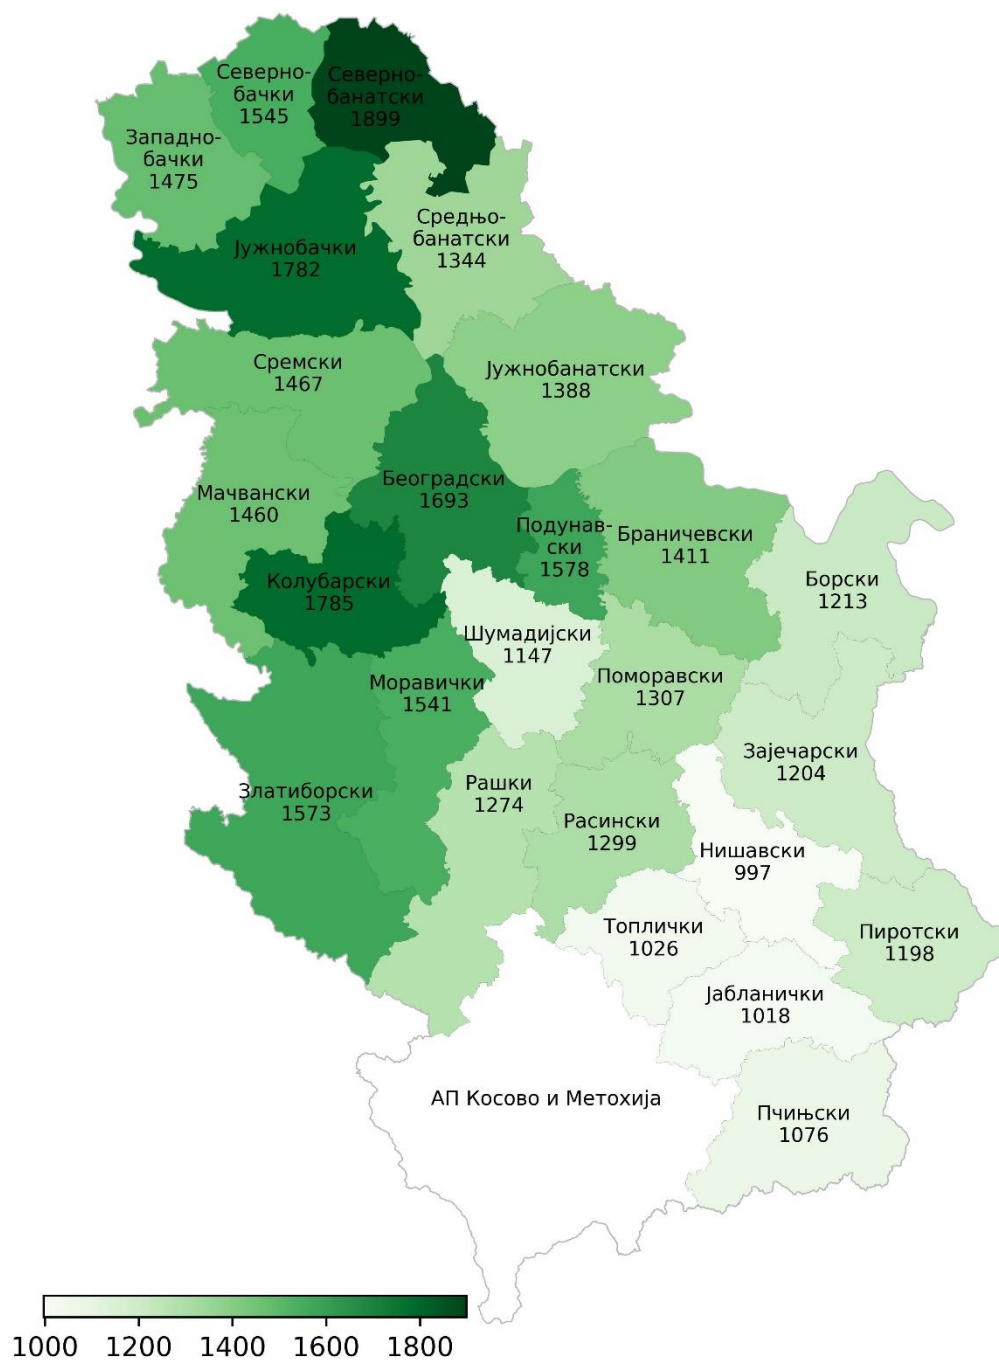 Северно-
бачки
1545
Северно-
банатски
1899
Западно-
бачки
1475
Средњо-
банатски
1344
Јужнобачки
1782
Сремски
1467
Јужнобанатски
1388
Београдски
1693
Мачвански
1460
Подунав-
ски
1578
Браничевски
1411
Колубарски
1785
Борски
1213
Шумадијски
1147
Поморавски
1307
Моравички
1541
Зајечарски
1204
Златиборски
1573
Рашки
1274
Расински
1299
Нишавски
997
Топлички
1026
Пиротски
1198
Јабланички
1018
АП Косово и Метохија
Пчињски
1076
1000 1200 1400 1600 1800